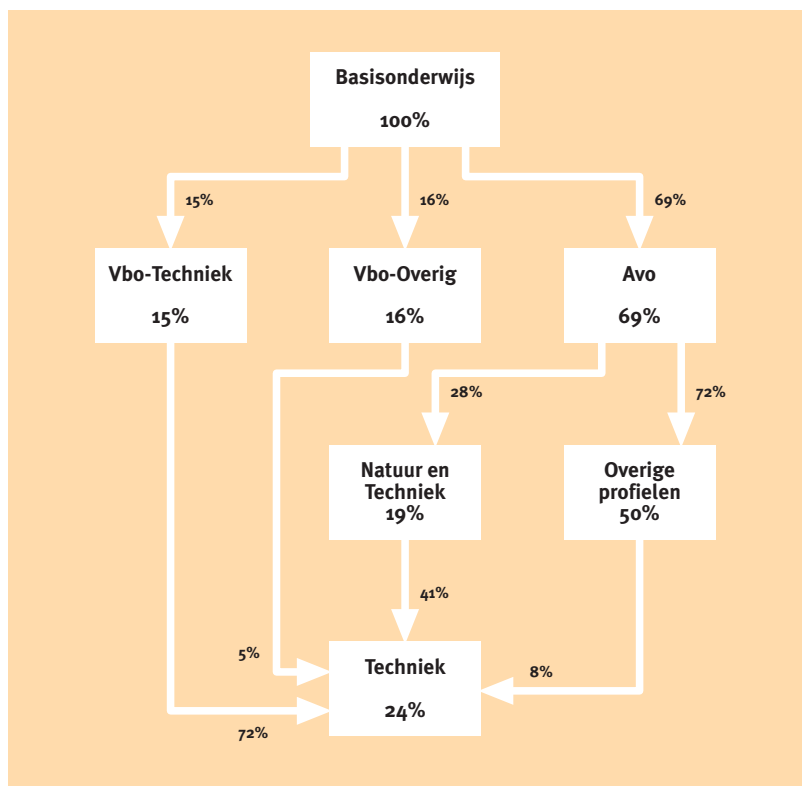 Basisonderwijs
100%
15%
16%
69%
Vbo-Techniek
15%
Vbo-Overig
16%
Avo
69%
28%
72%
Natuur en
Techniek
19%
Overige
profielen
50%
41%
5%
8%
Techniek
24%
72%